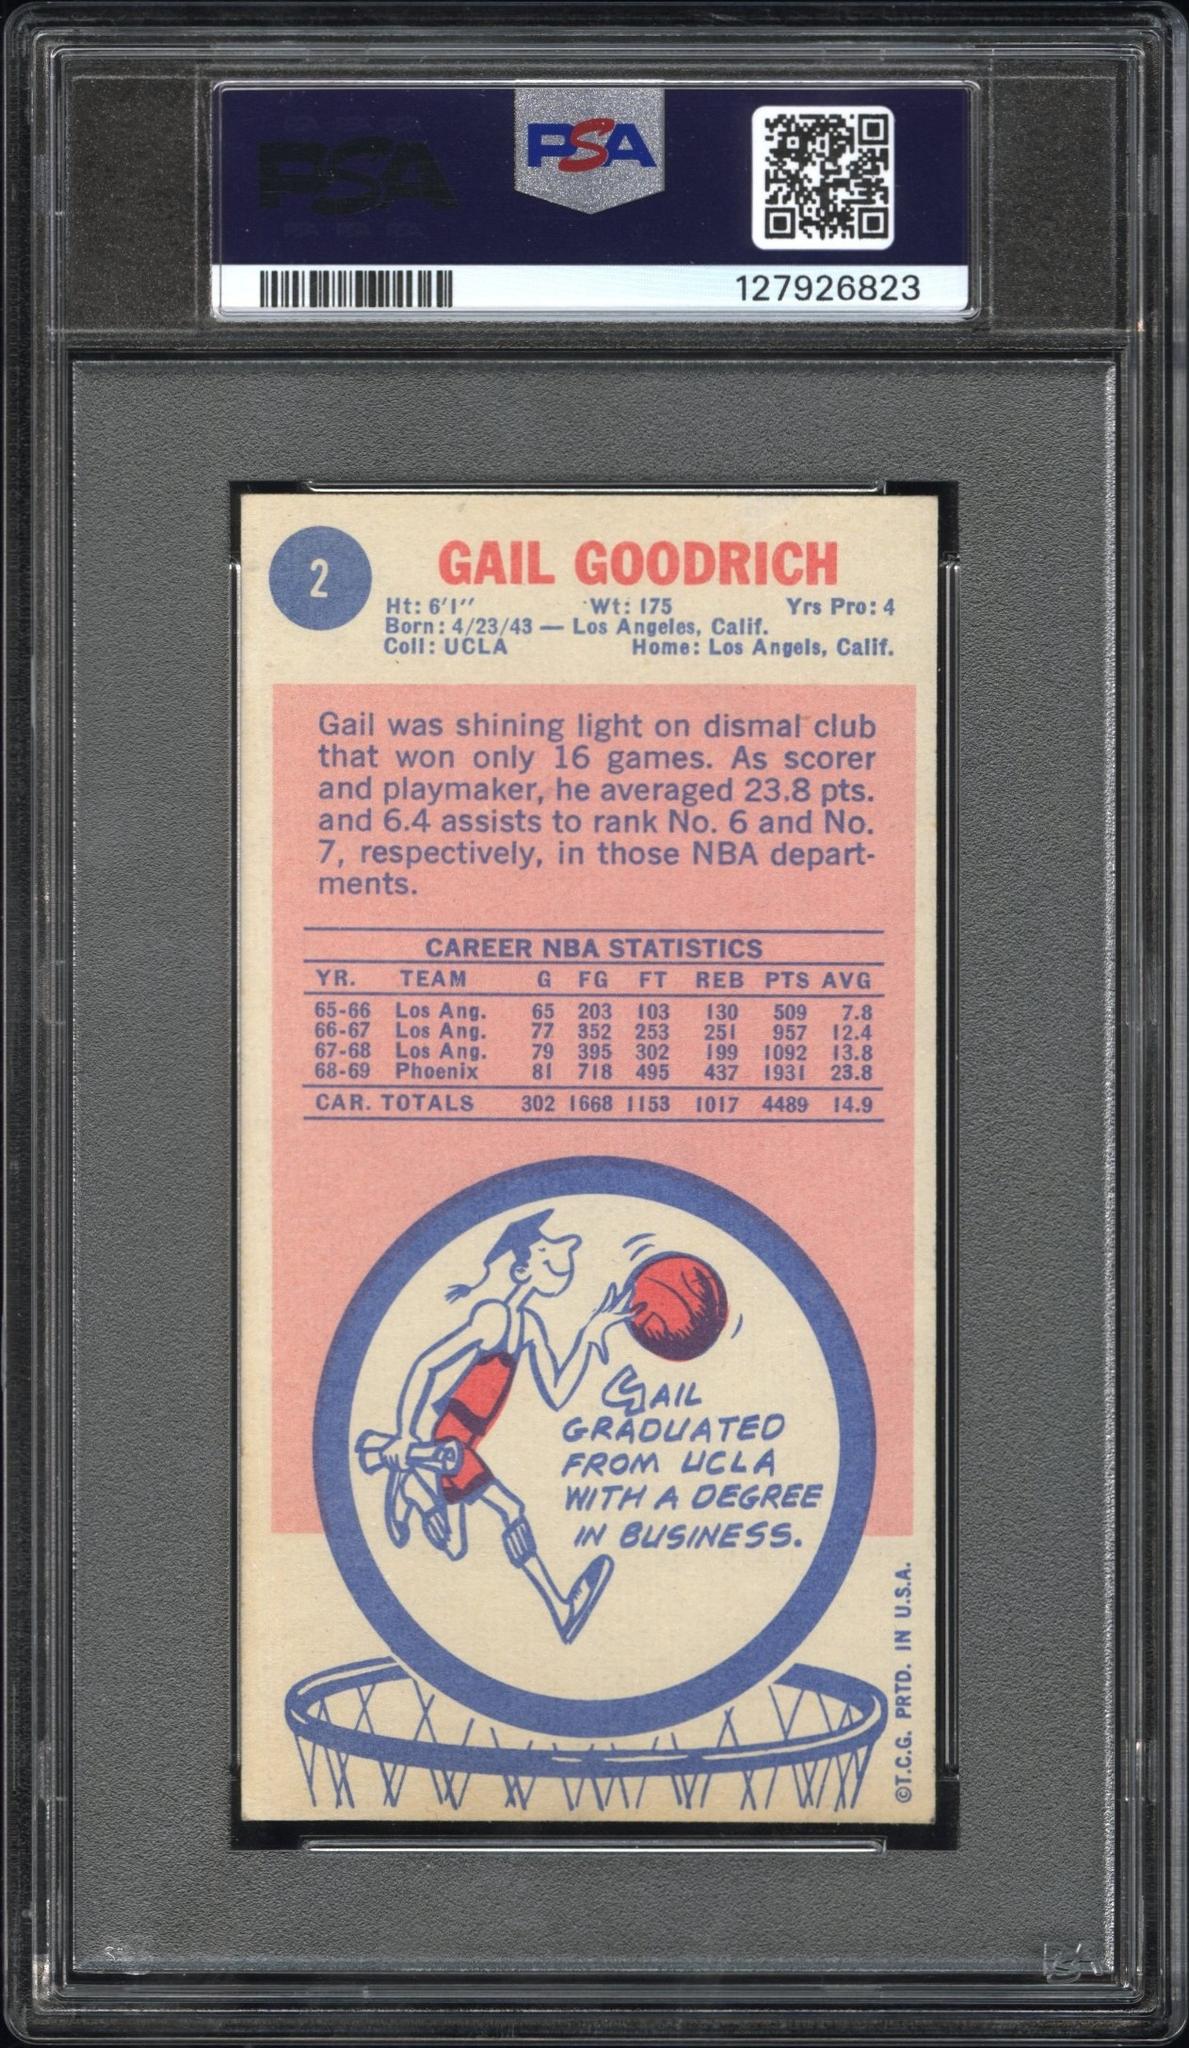 PSA
PSA
127926823
2
GAIL GOODRICH
Ht: 6'1'' Wt: 175 Yrs Pro: 4
Born: 4/23/43 — Los Angeles, Calif.
Coll: UCLA Home: Los Angels, Calif.
Gail was shining light on dismal club
that won only 16 games. As scorer
and playmaker, he averaged 23.8 pts.
and 6.4 assists to rank No. 6 and No.
7, respectively, in those NBA depart-
ments.
CAREER NBA STATISTICS
YR. TEAM G FG FT REB PTS AVG
65-66 Los Ang. 65 203 103 130 509 7.8
66-67 Los Ang. 77 352 253 251 957 12.4
67-68 Los Ang. 79 395 302 199 1092 13.8
68-69 Phoenix 81 718 495 437 1931 23.8
CAR. TOTALS 302 1668 1153 1017 4489 14.9
GAIL
GRADUATED
FROM UCLA
WITH A DEGREE
IN BUSINESS.
©T.C.G. PRTD. IN U.S.A.
PSA